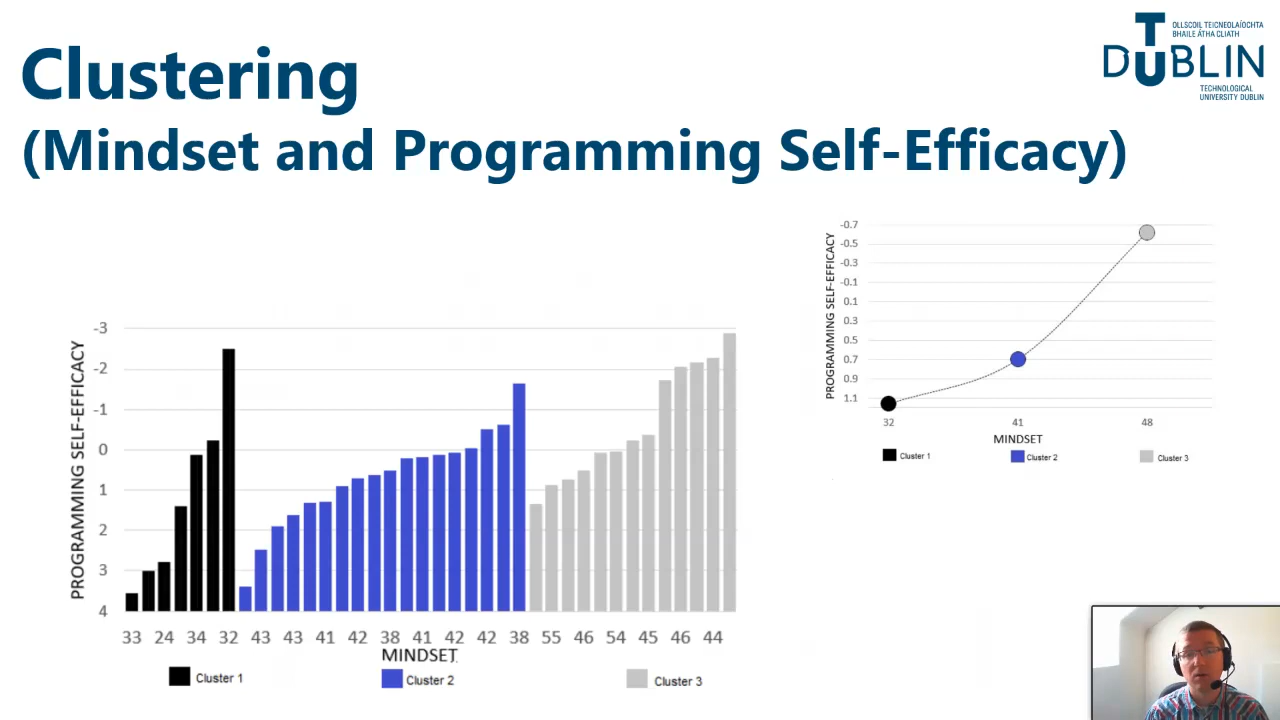 Clustering
(Mindset and Programming Self-Efficacy)
T
DUBLIN
U
OLLSCOIL TEICNEOLAÍOCHTA
BHAILE ÁTHA CLIATH
TECHNOLOGICAL
UNIVERSITY DUBLIN
PROGRAMMING SELF-EFFICACY
-3
-2
-1
0
1
2
3
4
33 24 34 32 43 43 41 42 38 41 42 42 38 55 46 54 45 46 44
MINDSET
Cluster 1 Cluster 2 Cluster 3
PROGRAMMING SELF-EFFICACY
-0.7
-0.5
-0.3
-0.1
0.1
0.3
0.5
0.7
0.9
1.1
32 41 48
MINDSET
Cluster 1 Cluster 2 Cluster 3